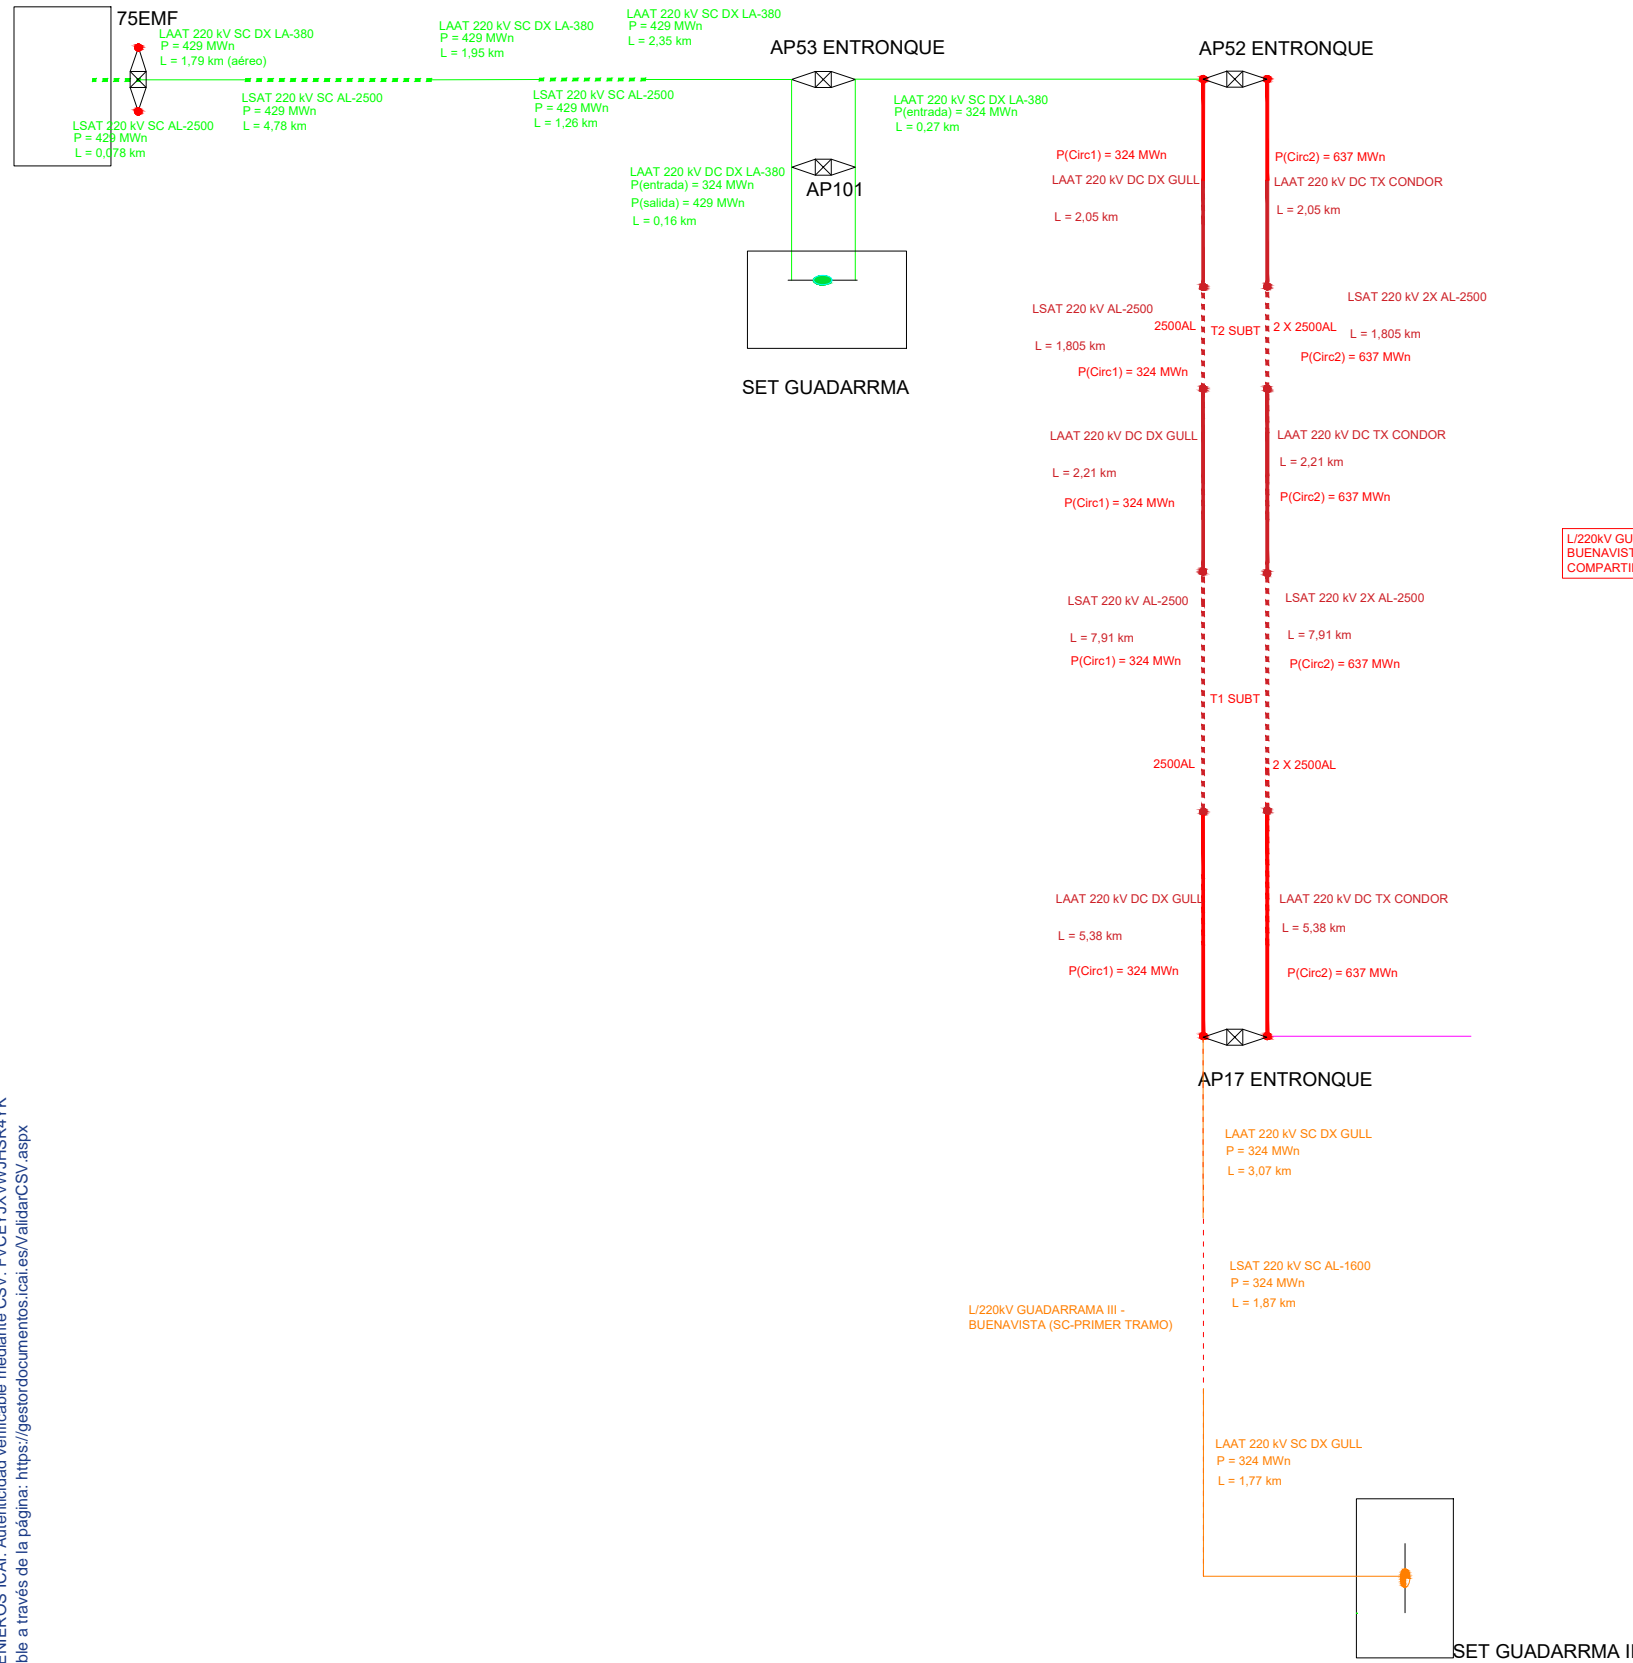 75EMF
LAAT 220 kV SC DX LA-380
P = 429 MWn
L = 1,79 km (aéreo)
LAAT 220 kV SC DX LA-380
P = 429 MWn
L = 1,95 km
LAAT 220 kV SC DX LA-380
P = 429 MWn
L = 2,35 km
AP53 ENTRONQUE
AP52 ENTRONQUE
LSAT 220 kV SC AL-2500
P = 429 MWn
L = 0,078 km
LSAT 220 kV SC AL-2500
P = 429 MWn
L = 4,78 km
LSAT 220 kV SC AL-2500
P = 429 MWn
L = 1,26 km
LAAT 220 kV SC DX LA-380
P(entrada) = 324 MWn
L = 0,27 km
LAAT 220 kV DC DX LA-380
P(entrada) = 324 MWn
P(salida) = 429 MWn
L = 0,16 km
AP101
SET GUADARRMA
P(Circ1) = 324 MWn
LAAT 220 kV DC DX GULL
L = 2,05 km
P(Circ2) = 637 MWn
LAAT 220 kV DC TX CONDOR
L = 2,05 km
LSAT 220 kV AL-2500
2500AL
L = 1,805 km
P(Circ1) = 324 MWn
T2 SUBT
LSAT 220 kV 2X AL-2500
2 X 2500AL
L = 1,805 km
P(Circ2) = 637 MWn
LAAT 220 kV DC DX GULL
L = 2,21 km
P(Circ1) = 324 MWn
LAAT 220 kV DC TX CONDOR
L = 2,21 km
P(Circ2) = 637 MWn
L/220kV GU
BUENAVIST
COMPARTI
LSAT 220 kV AL-2500
L = 7,91 km
P(Circ1) = 324 MWn
LSAT 220 kV 2X AL-2500
L = 7,91 km
P(Circ2) = 637 MWn
T1 SUBT
2500AL
2 X 2500AL
LAAT 220 kV DC DX GULL
L = 5,38 km
P(Circ1) = 324 MWn
LAAT 220 kV DC TX CONDOR
L = 5,38 km
P(Circ2) = 637 MWn
AP17 ENTRONQUE
LAAT 220 kV SC DX GULL
P = 324 MWn
L = 3,07 km
LSAT 220 kV SC AL-1600
P = 324 MWn
L = 1,87 km
L/220kV GUADARRAMA III -
BUENAVISTA (SC-PRIMER TRAMO)
LAAT 220 kV SC DX GULL
P = 324 MWn
L = 1,77 km
SET GUADARRMA II
ENIEROS ICAI. Autenticidad verificable mediante CSV:
ble a través de la página: https://gestordocumentos.icai.es/ValidarCSV.aspx